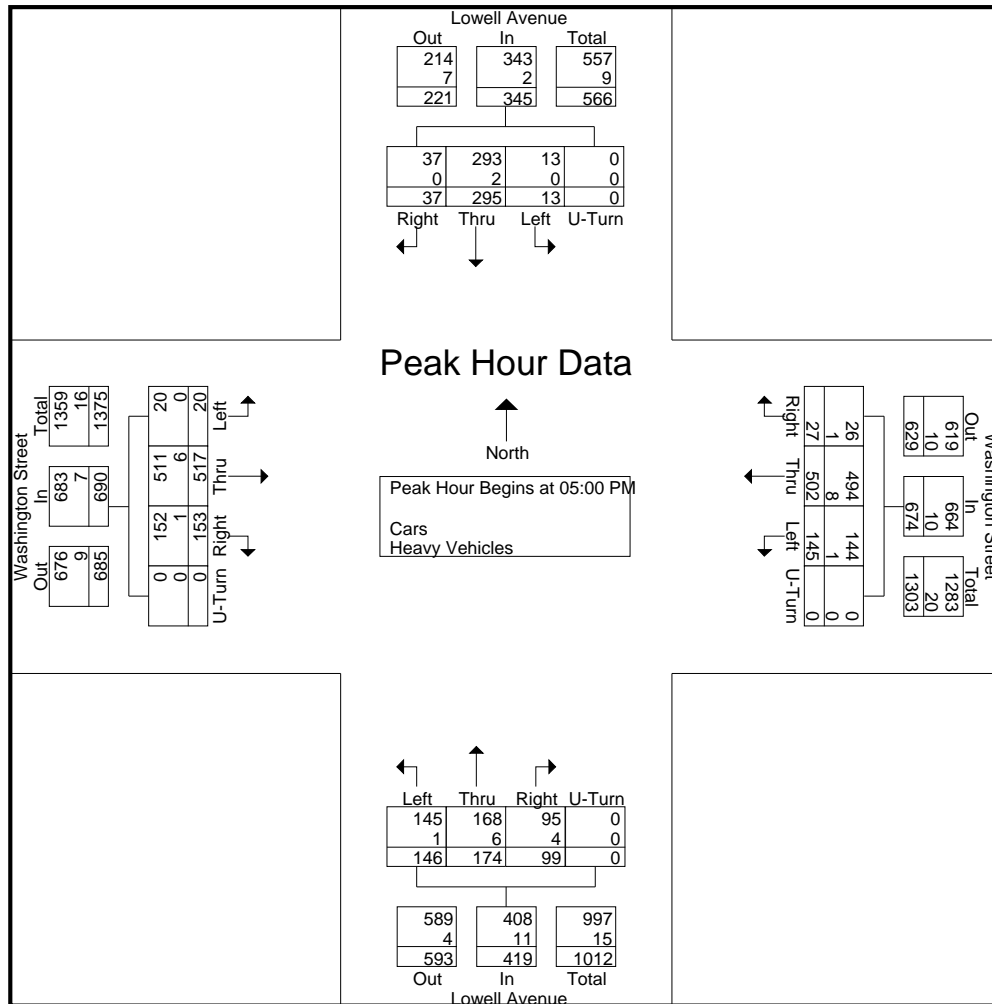 Lowell Avenue
Out In Total
214 343 557
7 2 9
221 345 566
37 293 13 0
0 2 0 0
37 295 13 0
Right Thru Left U-Turn
Peak Hour Data
North
Peak Hour Begins at 05:00 PM
Cars
Heavy Vehicles
Washington Street
Total In Out
1359 683 676
16 7 9
1375 690 685
20 511 152 0
0 6 1 0
20 517 153 0
Left Thru Right U-Turn
Washington Street
Out In Total
619 664 1283
10 10 20
629 674 1303
26 494 144 0
1 8 1 0
27 502 145 0
Right Thru Left U-Turn
Left Thru Right U-Turn
145 168 95 0
1 6 4 0
146 174 99 0
589 408 997
4 11 15
593 419 1012
Out In Total
Lowell Avenue